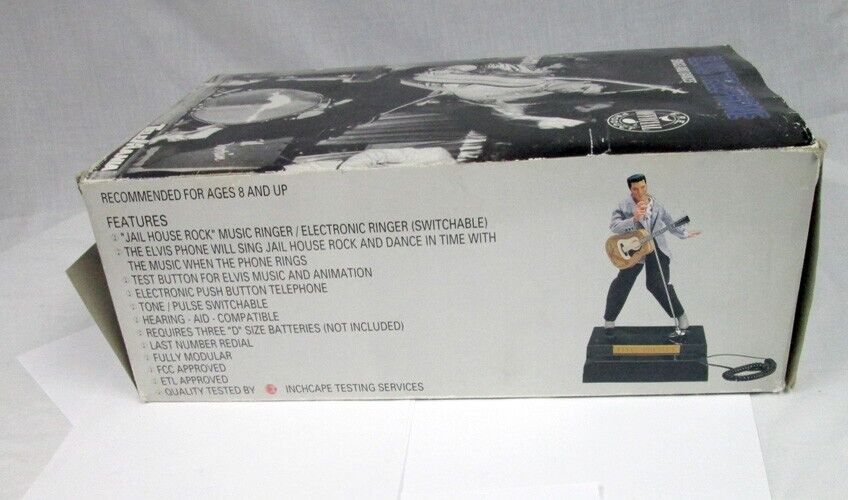 RECOMMENDED FOR AGES 8 AND UP
FEATURES
"JAIL HOUSE ROCK" MUSIC RINGER / ELECTRONIC RINGER (SWITCHABLE)
THE ELVIS PHONE WILL SING JAIL HOUSE ROCK AND DANCE IN TIME WITH
THE MUSIC WHEN THE PHONE RINGS
TEST BUTTON FOR ELVIS MUSIC AND ANIMATION
ELECTRONIC PUSH BUTTON TELEPHONE
TONE / PULSE SWITCHABLE
HEARING - AID - COMPATIBLE
REQUIRES THREE "D" SIZE BATTERIES (NOT INCLUDED)
LAST NUMBER REDIAL
FULLY MODULAR
FCC APPROVED
ETL APPROVED
QUALITY TESTED BY INCHCAPE TESTING SERVICES